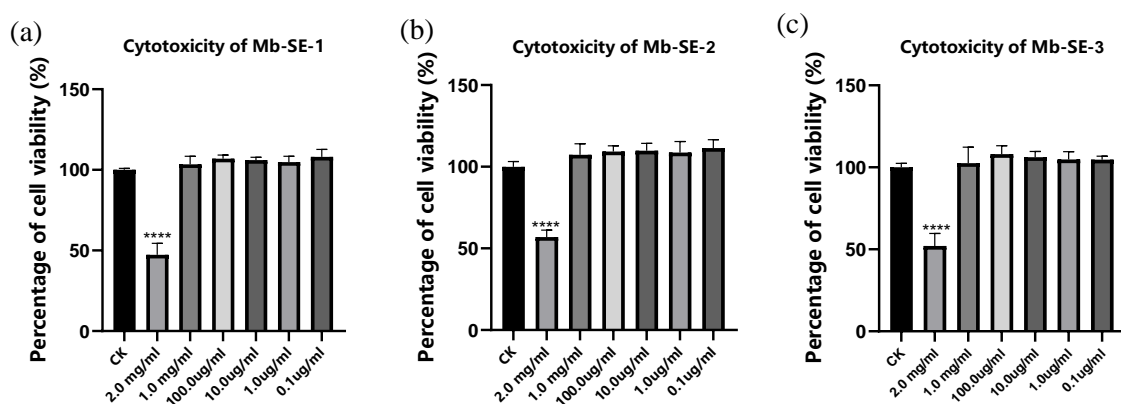 (a)
Cytotoxicity of Mb-SE-1
Percentage of cell viability (%)
150
100
50
0
****
CK
2.0 mg/ml
1.0 mg/ml
100.0ug/ml
10.0ug/ml
1.0ug/ml
0.1ug/ml
(b)
Cytotoxicity of Mb-SE-2
Percentage of cell viability (%)
150
100
50
0
****
CK
2.0 mg/ml
1.0 mg/ml
100.0ug/ml
10.0ug/ml
1.0ug/ml
0.1ug/ml
(c)
Cytotoxicity of Mb-SE-3
Percentage of cell viability (%)
150
100
50
0
****
CK
2.0 mg/ml
1.0 mg/ml
100.0ug/ml
10.0ug/ml
1.0ug/ml
0.1ug/ml